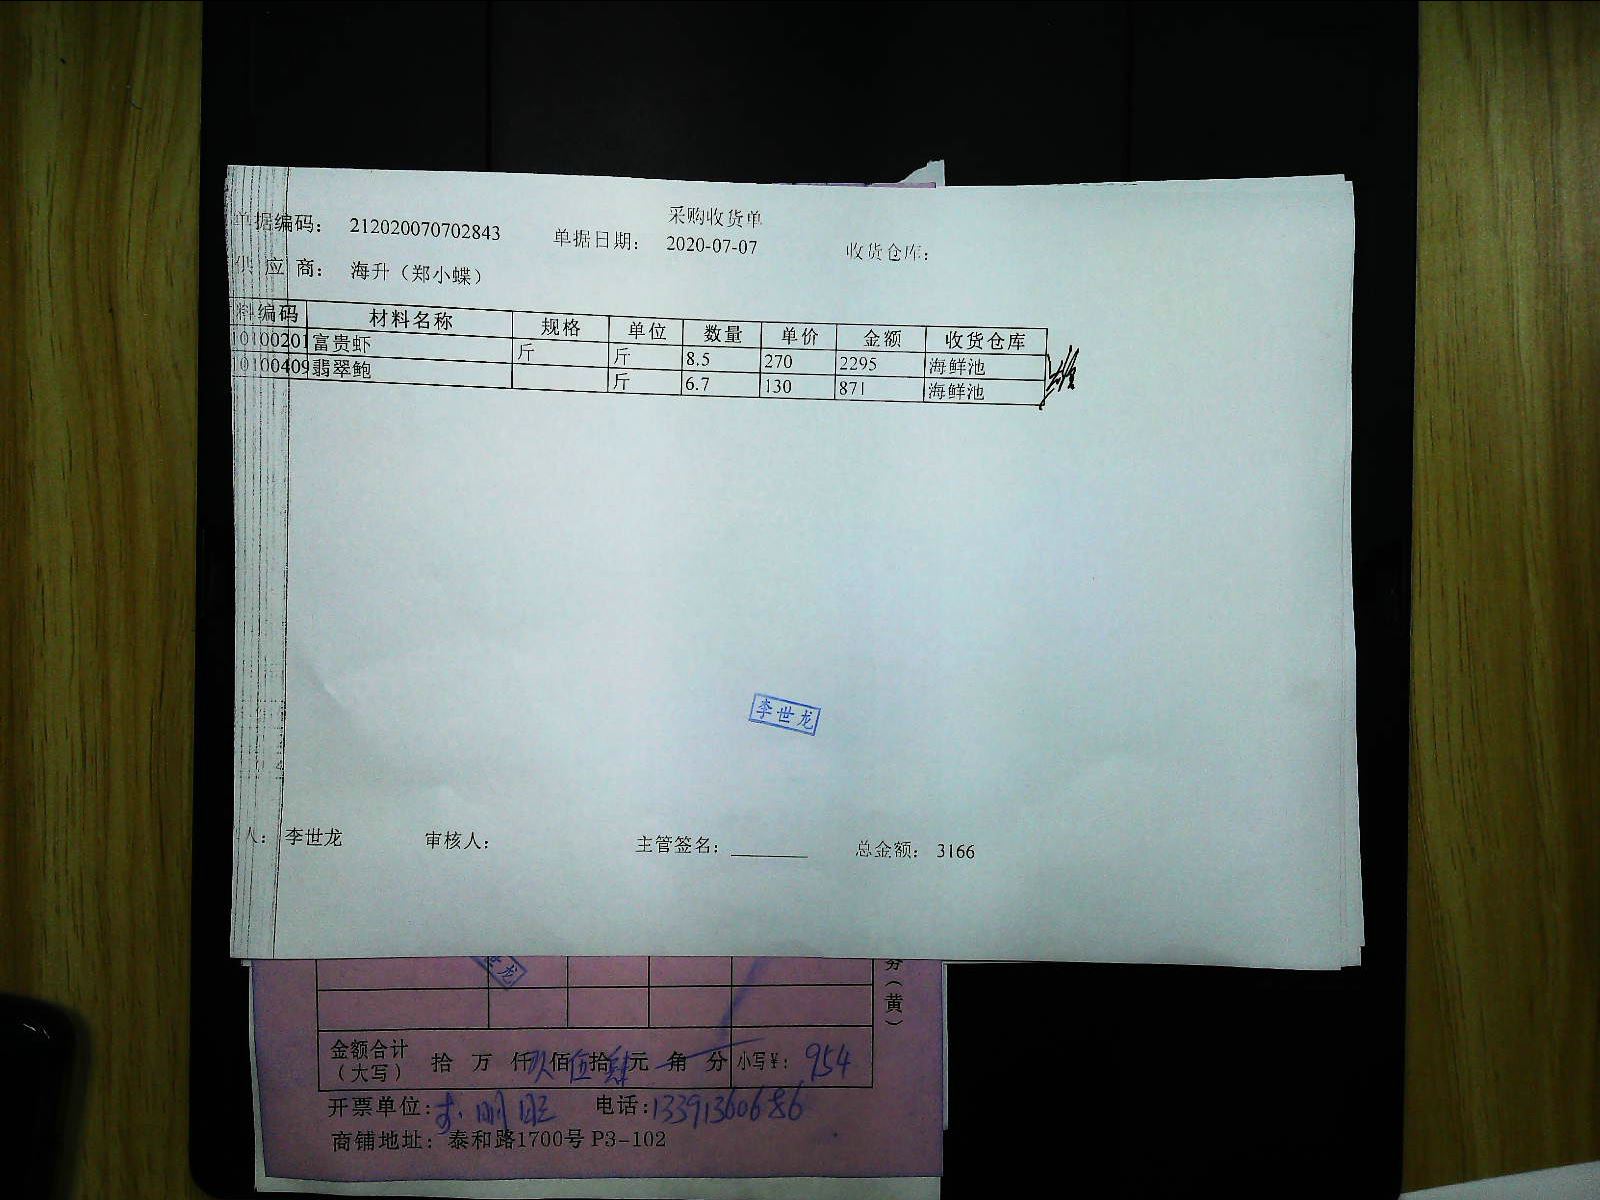 采购收货单
单据编码： 212020070702843 单据日期： 2020-07-07 收货仓库：
供 应 商： 海升（郑小蝶）
料编码 材料名称 规格 单位 数量 单价 金额 收货仓库
10100201 富贵虾 斤 斤 8.5 270 2295 海鲜池
10100409 翡翠鲍 斤 6.7 130 871 海鲜池
李世龙
人： 李世龙 审核人： 主管签名： 总金额： 3166
龙
（黄）
金额合计（大写） 拾 万 仟 玖 佰 伍 拾 肆 元 角 分 小写¥： 954
开票单位： 电话：13391360686
商铺地址： 泰和路1700号 P3-102